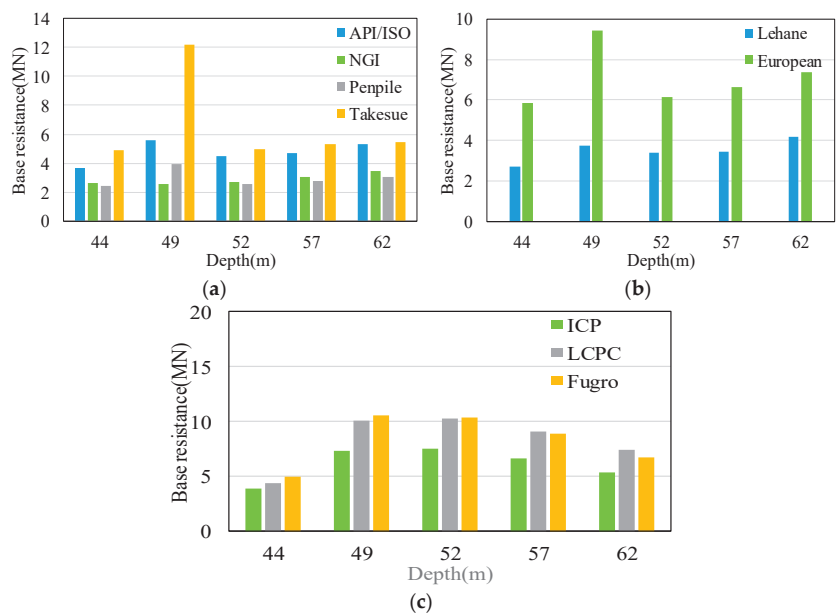 Base resistance(MN)
14
12
10
8
6
4
2
0
API/ISO
NGI
Penpile
Takesue
44 49 52 57 62
Depth(m)
(a)
Base resistance(MN)
10
8
6
4
2
0
Lehane
European
44 49 52 57 62
Depth(m)
(b)
Base resistance(MN)
20
15
10
5
0
ICP
LCPC
Fugro
44 49 52 57 62
Depth(m)
(c)